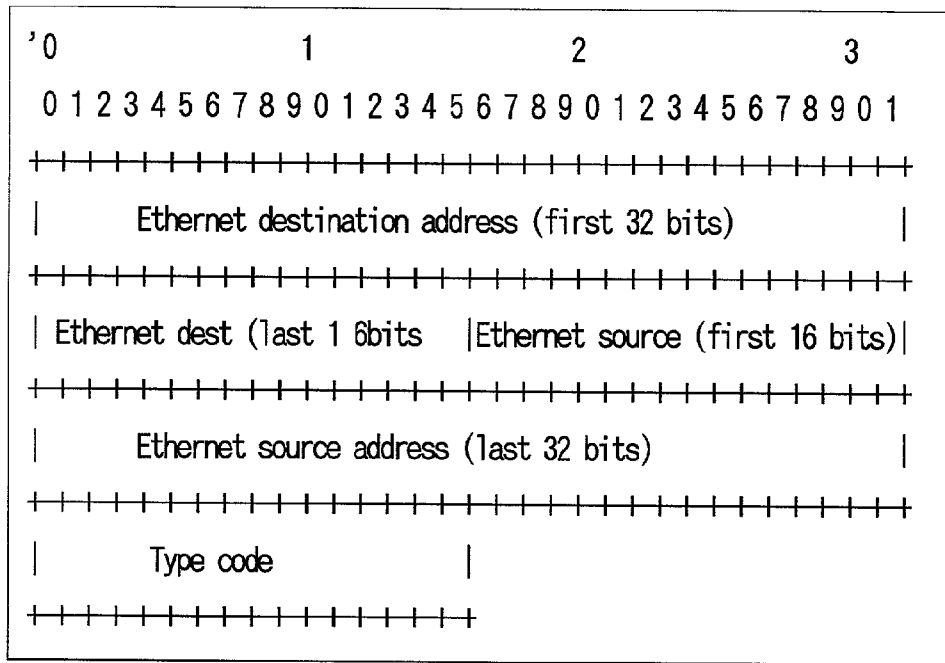 '0 1 2 3
0 1 2 3 4 5 6 7 8 9 0 1 2 3 4 5 6 7 8 9 0 1 2 3 4 5 6 7 8 9 0 1
+-+-+-+-+-+-+-+-+-+-+-+-+-+-+-+-+-+-+-+-+-+-+-+-+-+-+-+-+-+-+-+-+
| Ethernet destination address (first 32 bits) |
+-+-+-+-+-+-+-+-+-+-+-+-+-+-+-+-+-+-+-+-+-+-+-+-+-+-+-+-+-+-+-+-+
| Ethernet dest (last 1 6bits |Ethernet source (first 16 bits)|
+-+-+-+-+-+-+-+-+-+-+-+-+-+-+-+-+-+-+-+-+-+-+-+-+-+-+-+-+-+-+-+-+
| Ethernet source address (last 32 bits) |
+-+-+-+-+-+-+-+-+-+-+-+-+-+-+-+-+-+-+-+-+-+-+-+-+-+-+-+-+-+-+-+-+
| Type code |
+-+-+-+-+-+-+-+-+-+-+-+-+-+-+-+-+